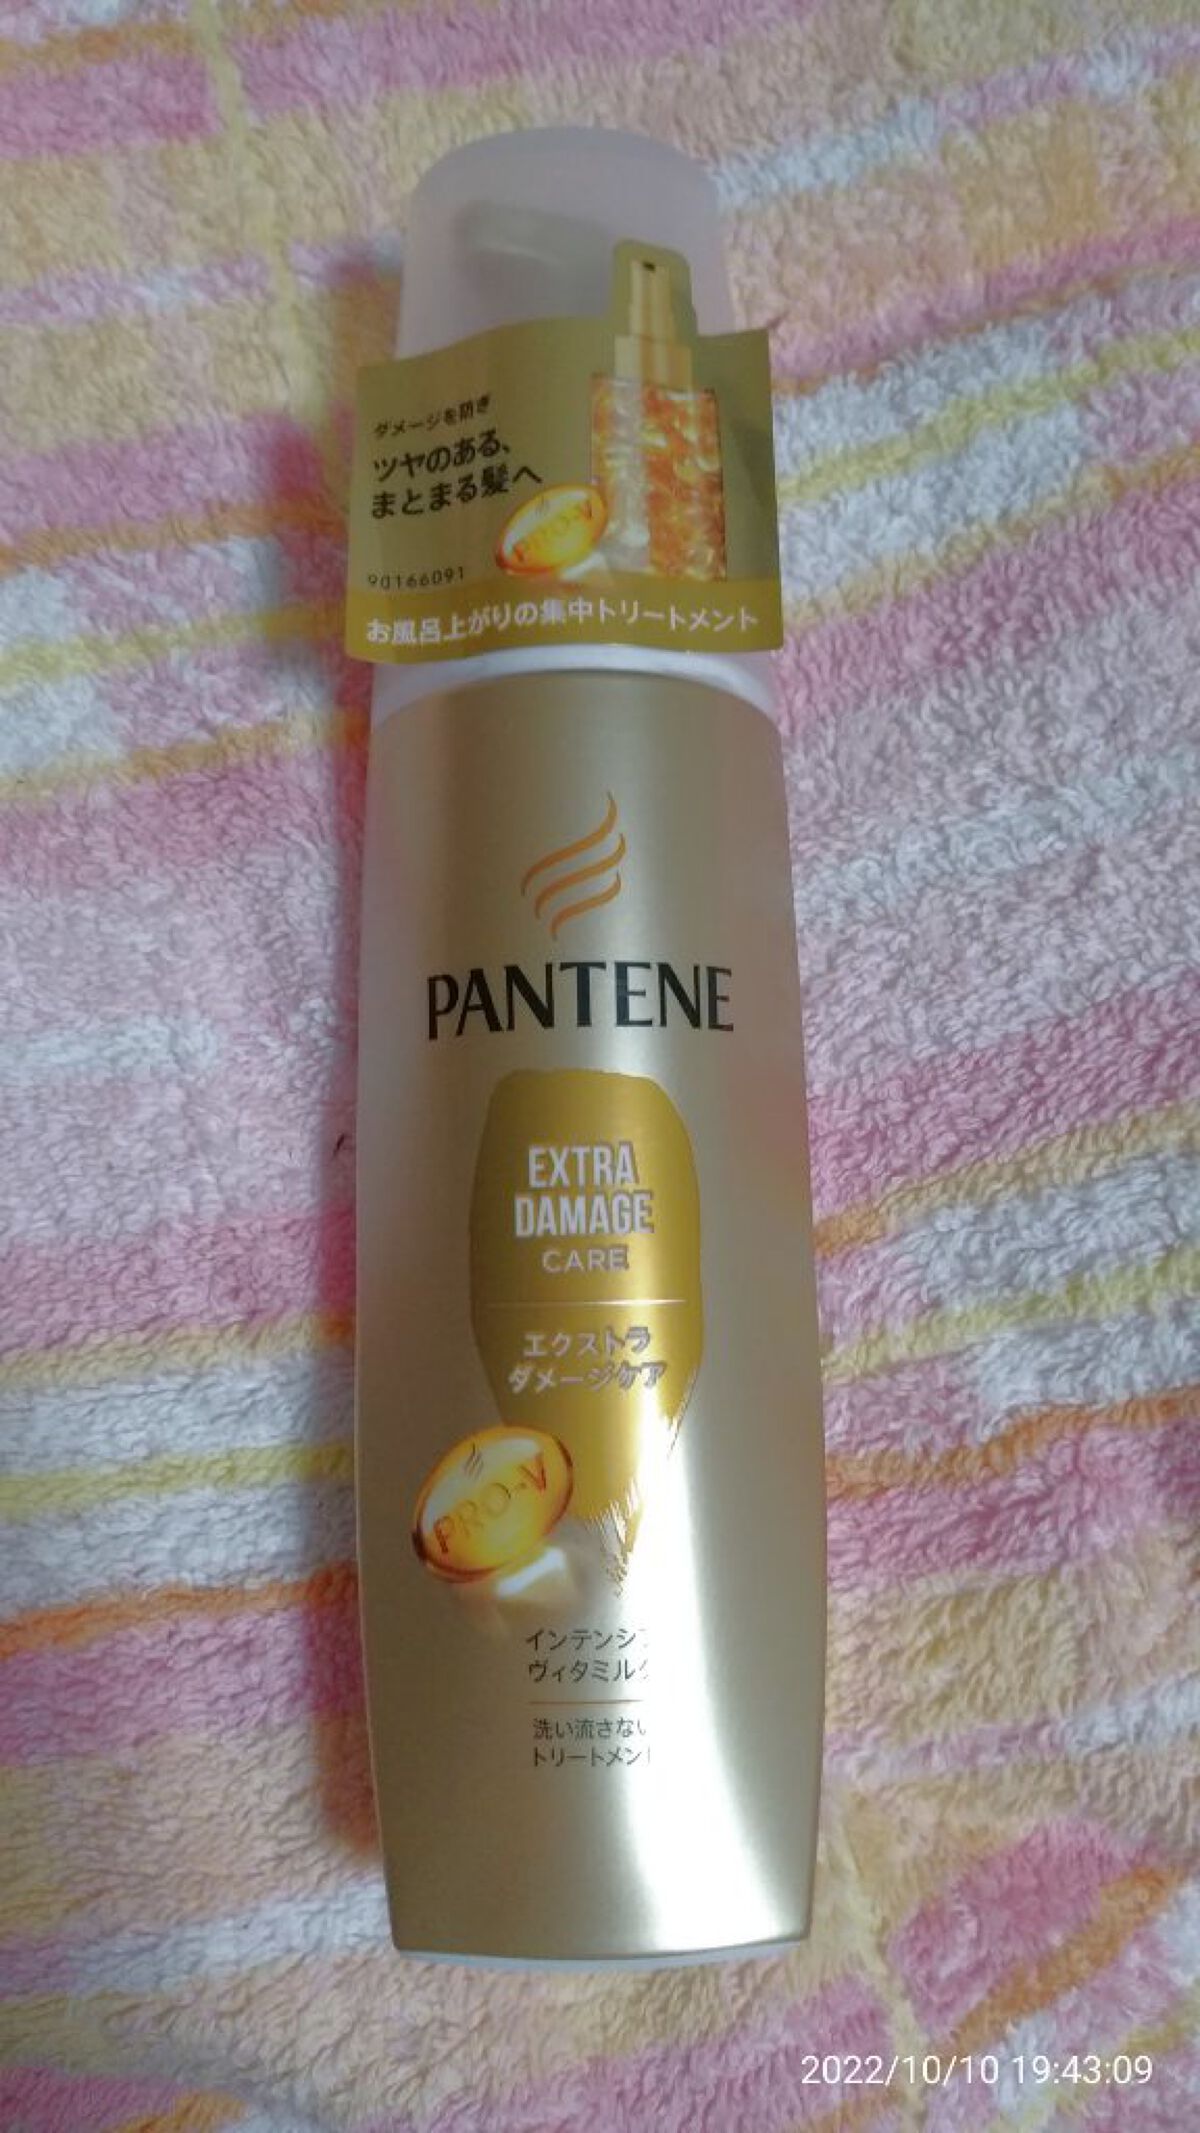 ダメージを防ぎ
ツヤのある、
まとまる髪へ
PRO-V
90166091
お風呂上がりの集中トリートメント
PANTENE
EXTRA
DAMAGE
CARE
エクストラ
ダメージケア
PRO-V
インテンシブ
ヴィタミルク
洗い流さない
トリートメント
2022/10/10 19:43:09